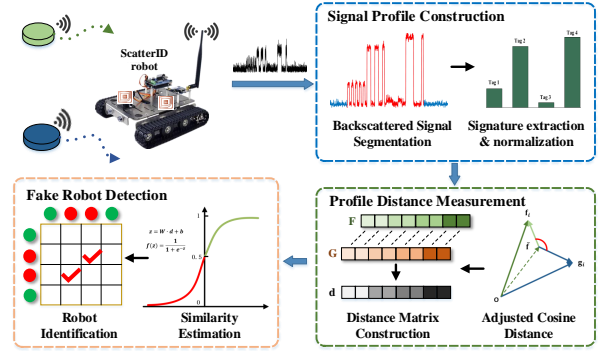 ScatterID
robot
Signal Profile Construction
Tag 1
Tag 2
Tag 3
Tag 4
Backscattered Signal
Segmentation
Signature extraction
& normalization
Fake Robot Detection
z = W · d + b
f(z) = 1 / 1 + e^{-z}
1
0.5
0
Robot
Identification
Similarity
Estimation
Profile Distance Measurement
F
G
d
f_i
f̄
g_i
O
Distance Matrix
Construction
Adjusted Cosine
Distance